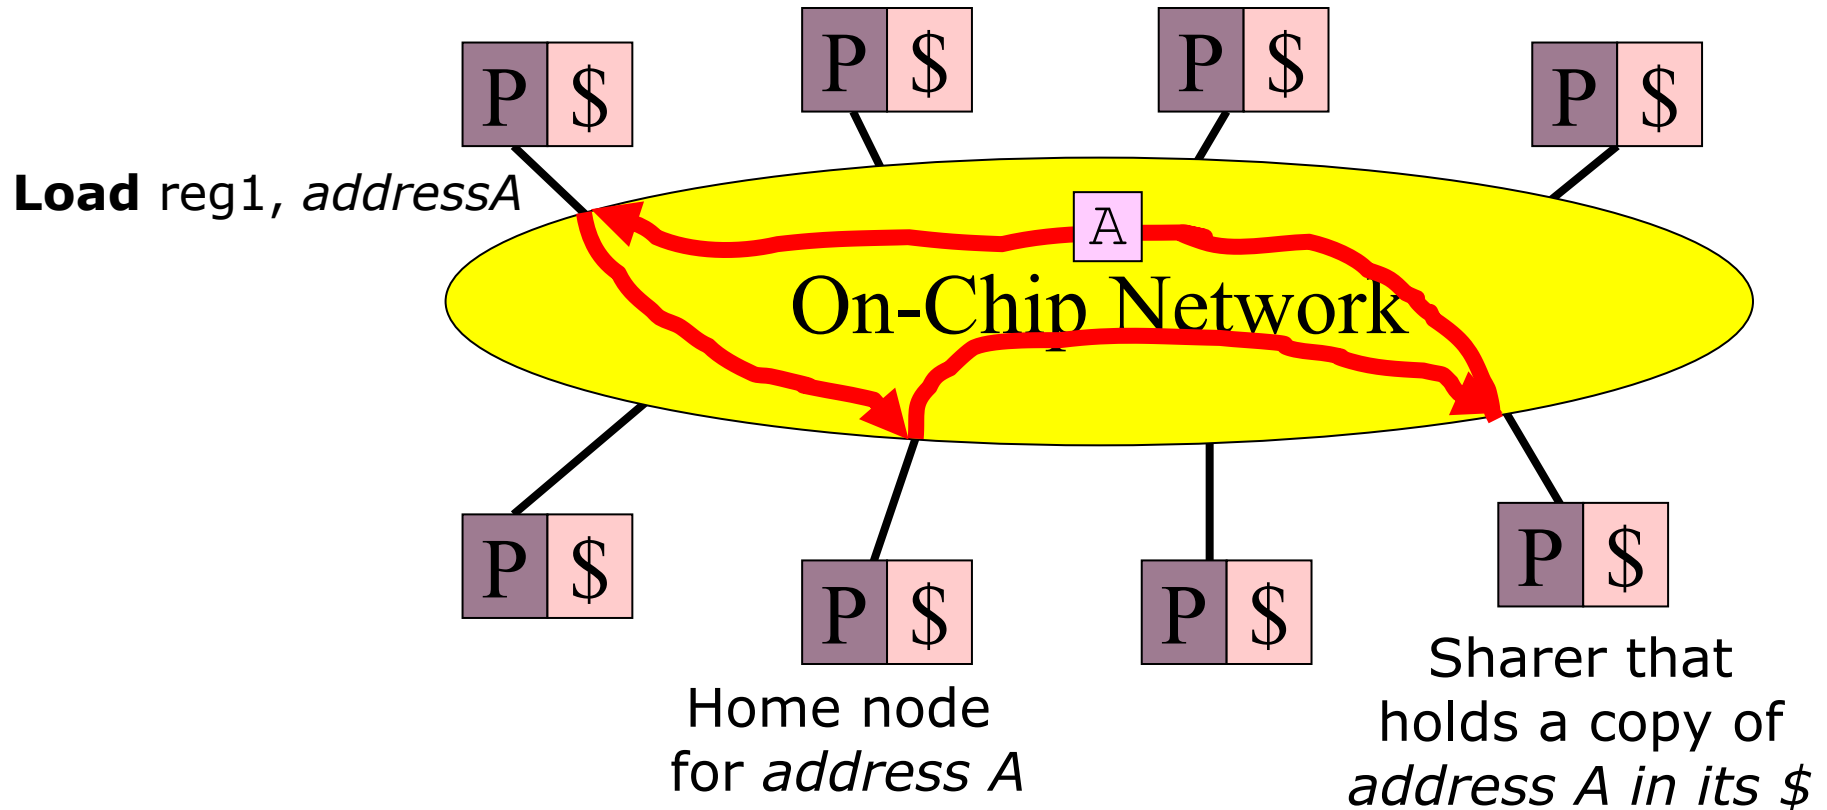 P $
P $
P $
P $
Load reg1, addressA
A
On-Chip Network
P $
P $
P $
P $
Home node
for address A
Sharer that
holds a copy of
address A in its $